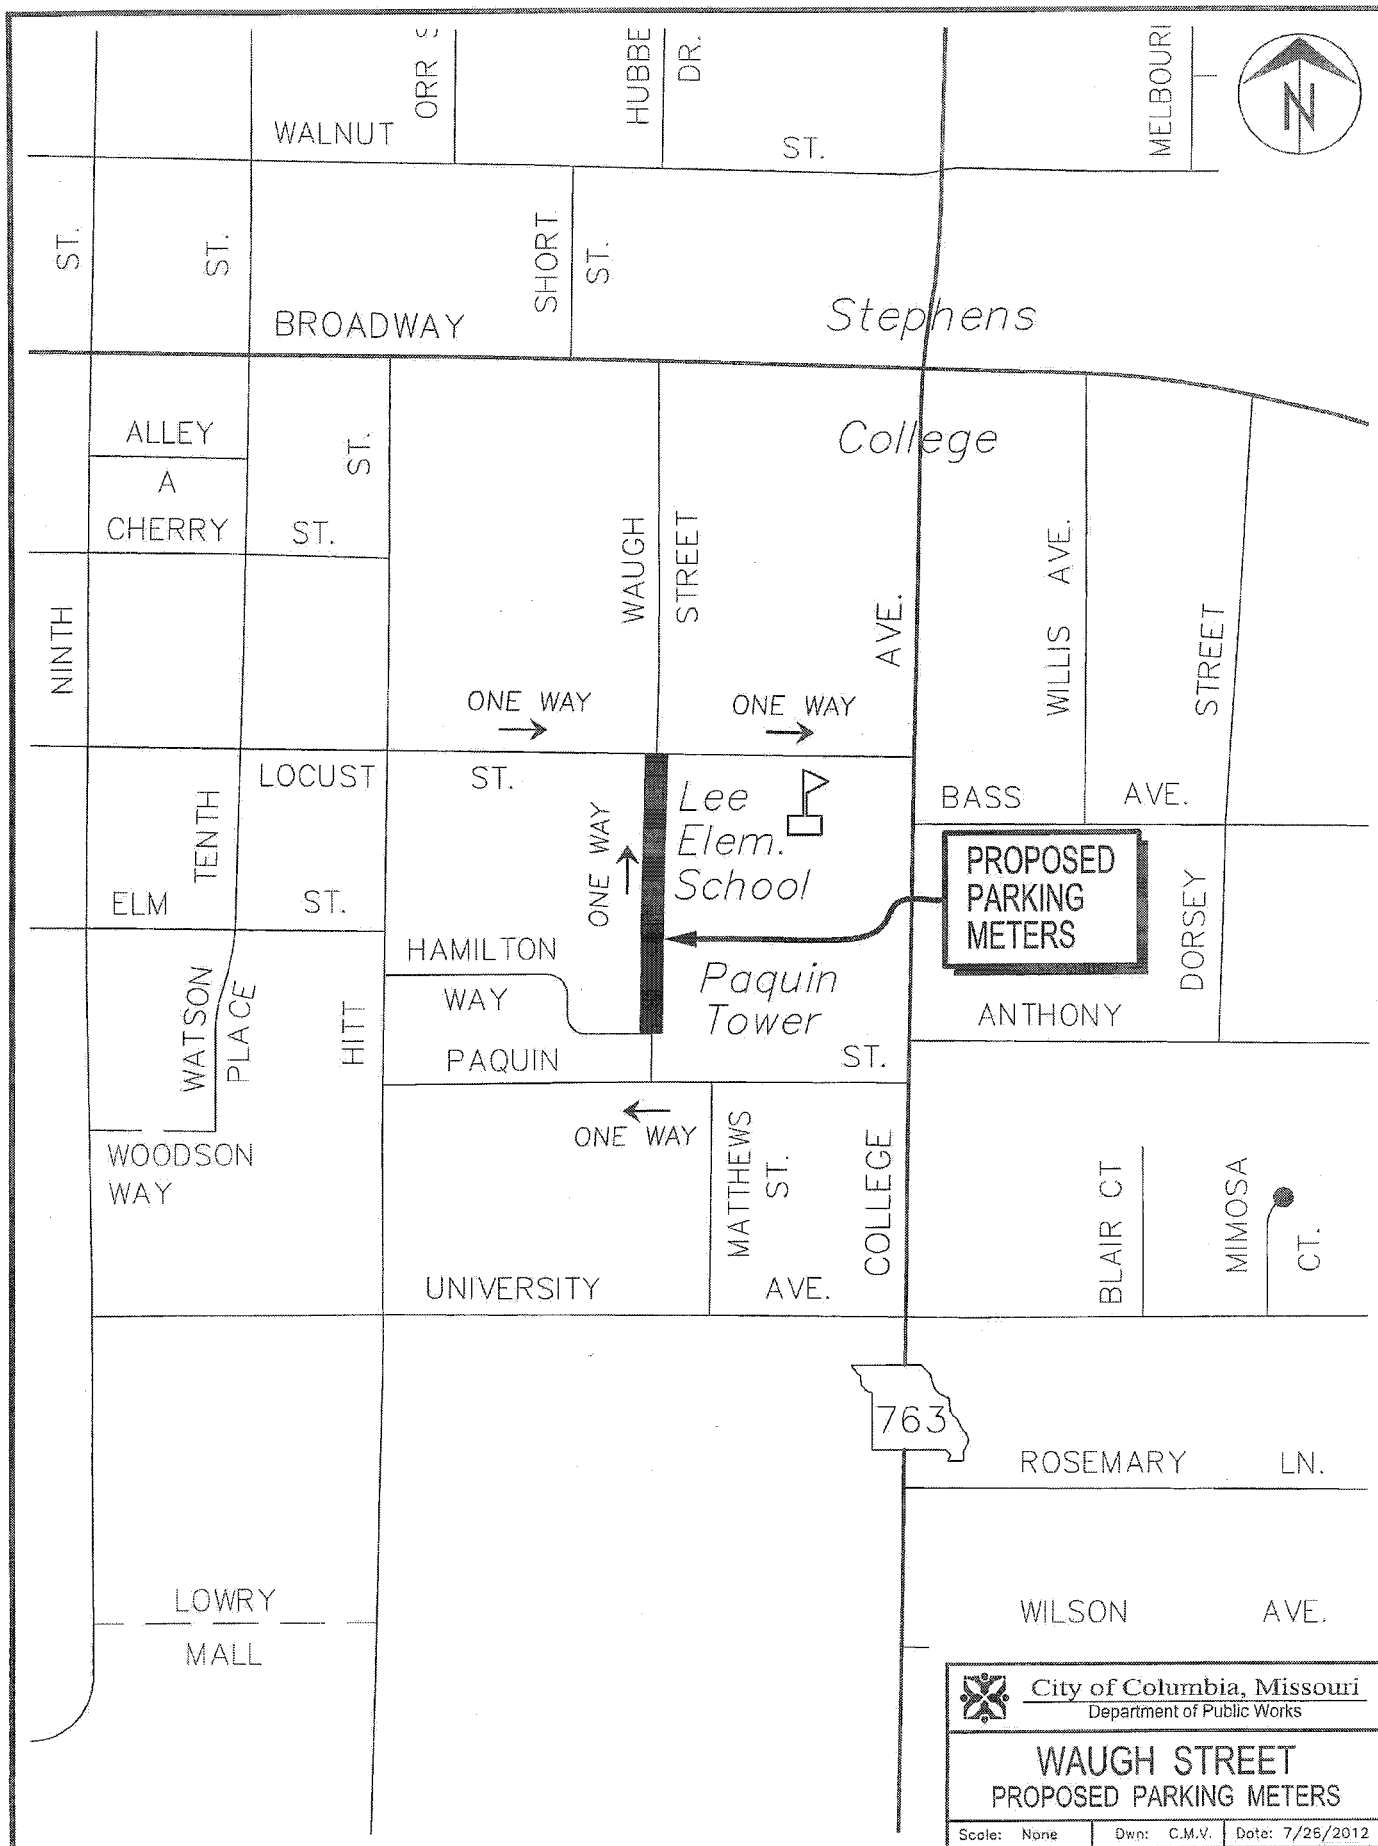 ORR
HUBBE
DR.
MELBOUR
N
WALNUT
ST.
ST.
ST.
SHORT
ST.
BROADWAY
Stephens
College
ALLEY
A
CHERRY
ST.
ST.
WAUGH
STREET
AVE.
WILLIS AVE.
STREET
NINTH
ONE WAY
ONE WAY
LOCUST
ST.
TENTH
ONE WAY
Lee
Elem.
School
BASS
AVE.
PROPOSED
PARKING
METERS
DORSEY
ELM
ST.
HAMILTON
WAY
Paquin
Tower
ANTHONY
WATSON
PLACE
HITT
PAQUIN
ST.
ONE WAY
MATTHEWS
ST.
COLLEGE
WOODSON
WAY
BLAIR CT
MIMOSA
CT.
UNIVERSITY
AVE.
763
ROSEMARY
LN.
LOWRY
MALL
WILSON
AVE.
City of Columbia, Missouri
Department of Public Works
WAUGH STREET
PROPOSED PARKING METERS
Scale: None
Dwn: C.M.V.
Date: 7/26/2012